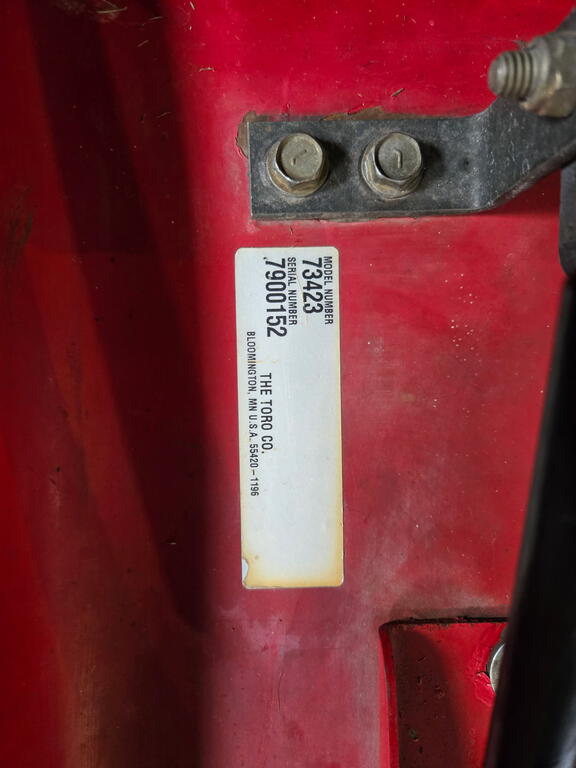 MODEL NUMBER
73423
SERIAL NUMBER
7900152
THE TORO CO.
BLOOMINGTON, MN U.S.A. 55420-1196